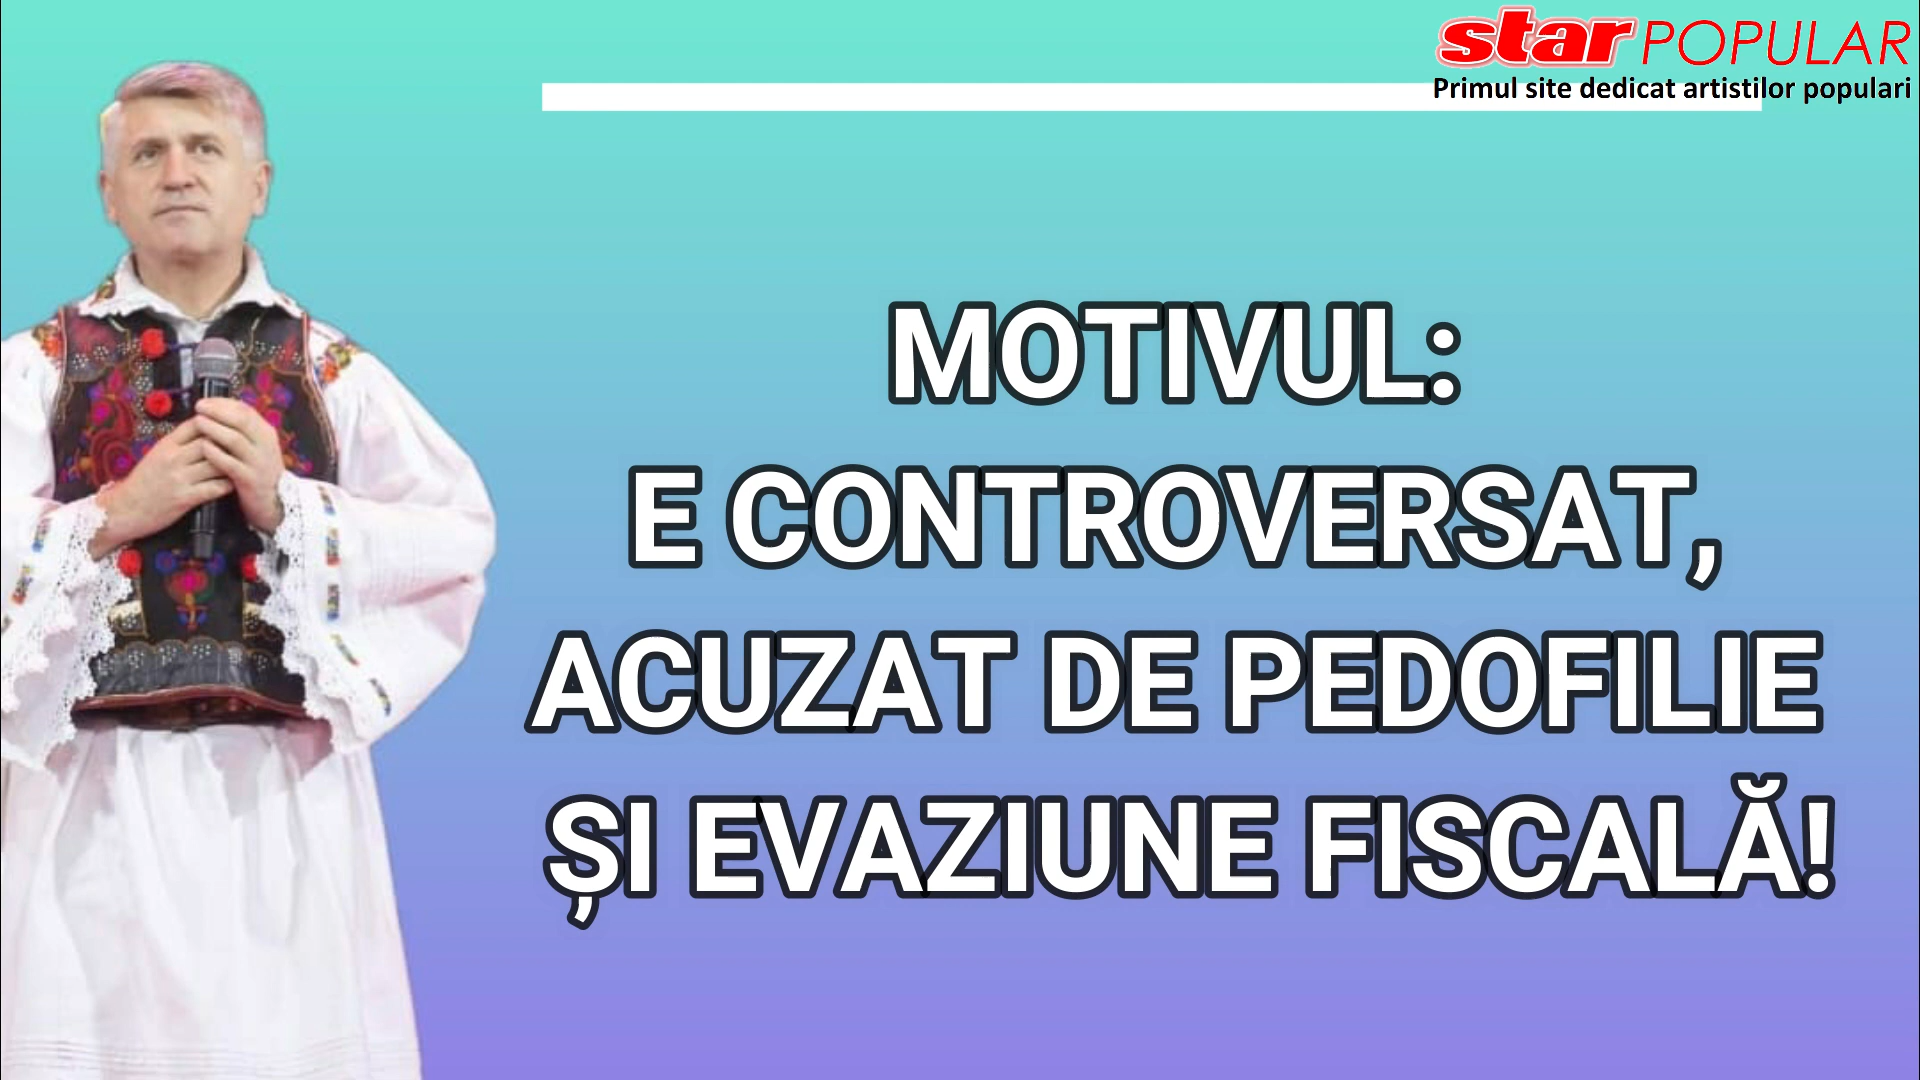 star POPULAR
Primul site dedicat artistilor populari
MOTIVUL:
E CONTROVERSAT,
ACUZAT DE PEDOFILIE
ȘI EVAZIUNE FISCALĂ!